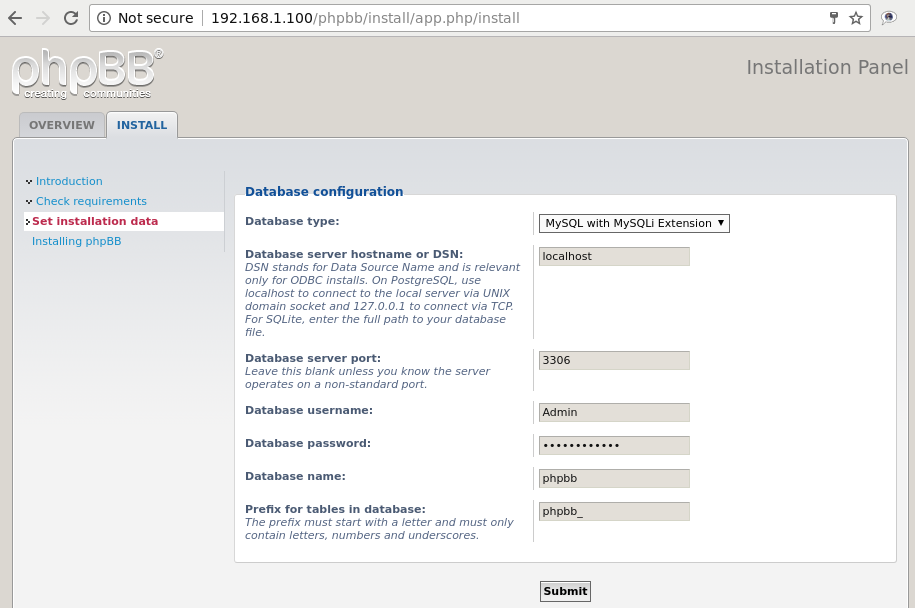 Not secure | 192.168.1.100/phpbb/install/app.php/install
phpBB®
creating communities
Installation Panel
OVERVIEW
INSTALL
Introduction
Check requirements
Set installation data
Installing phpBB
Database configuration
Database type:
MySQL with MySQLi Extension
Database server hostname or DSN:
DSN stands for Data Source Name and is relevant
only for ODBC installs. On PostgreSQL, use
localhost to connect to the local server via UNIX
domain socket and 127.0.0.1 to connect via TCP.
For SQLite, enter the full path to your database
file.
localhost
Database server port:
Leave this blank unless you know the server
operates on a non-standard port.
3306
Database username:
Admin
Database password:
••••••••••••
Database name:
phpbb
Prefix for tables in database:
The prefix must start with a letter and must only
contain letters, numbers and underscores.
phpbb_
Submit